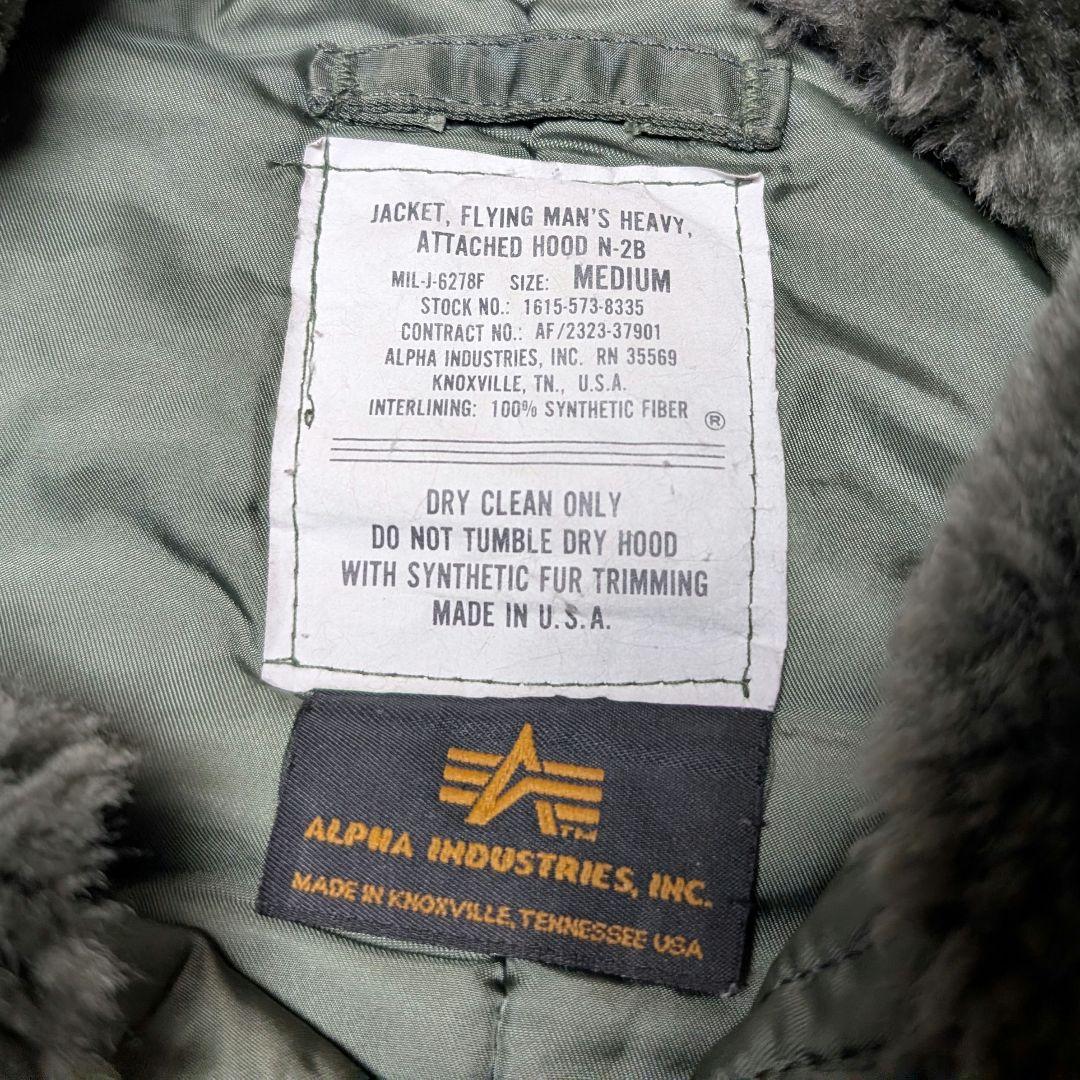 JACKET, FLYING MAN'S HEAVY,
ATTACHED HOOD N-2B
MIL-J-6278F SIZE: MEDIUM
STOCK NO.: 1615-573-8335
CONTRACT NO.: AF/2323-37901
ALPHA INDUSTRIES, INC. RN 35569
KNOXVILLE, TN., U.S.A.
INTERLINING: 100% SYNTHETIC FIBER ®
DRY CLEAN ONLY
DO NOT TUMBLE DRY HOOD
WITH SYNTHETIC FUR TRIMMING
MADE IN U.S.A.
TM
ALPHA INDUSTRIES, INC.
MADE IN KNOXVILLE, TENNESSEE USA